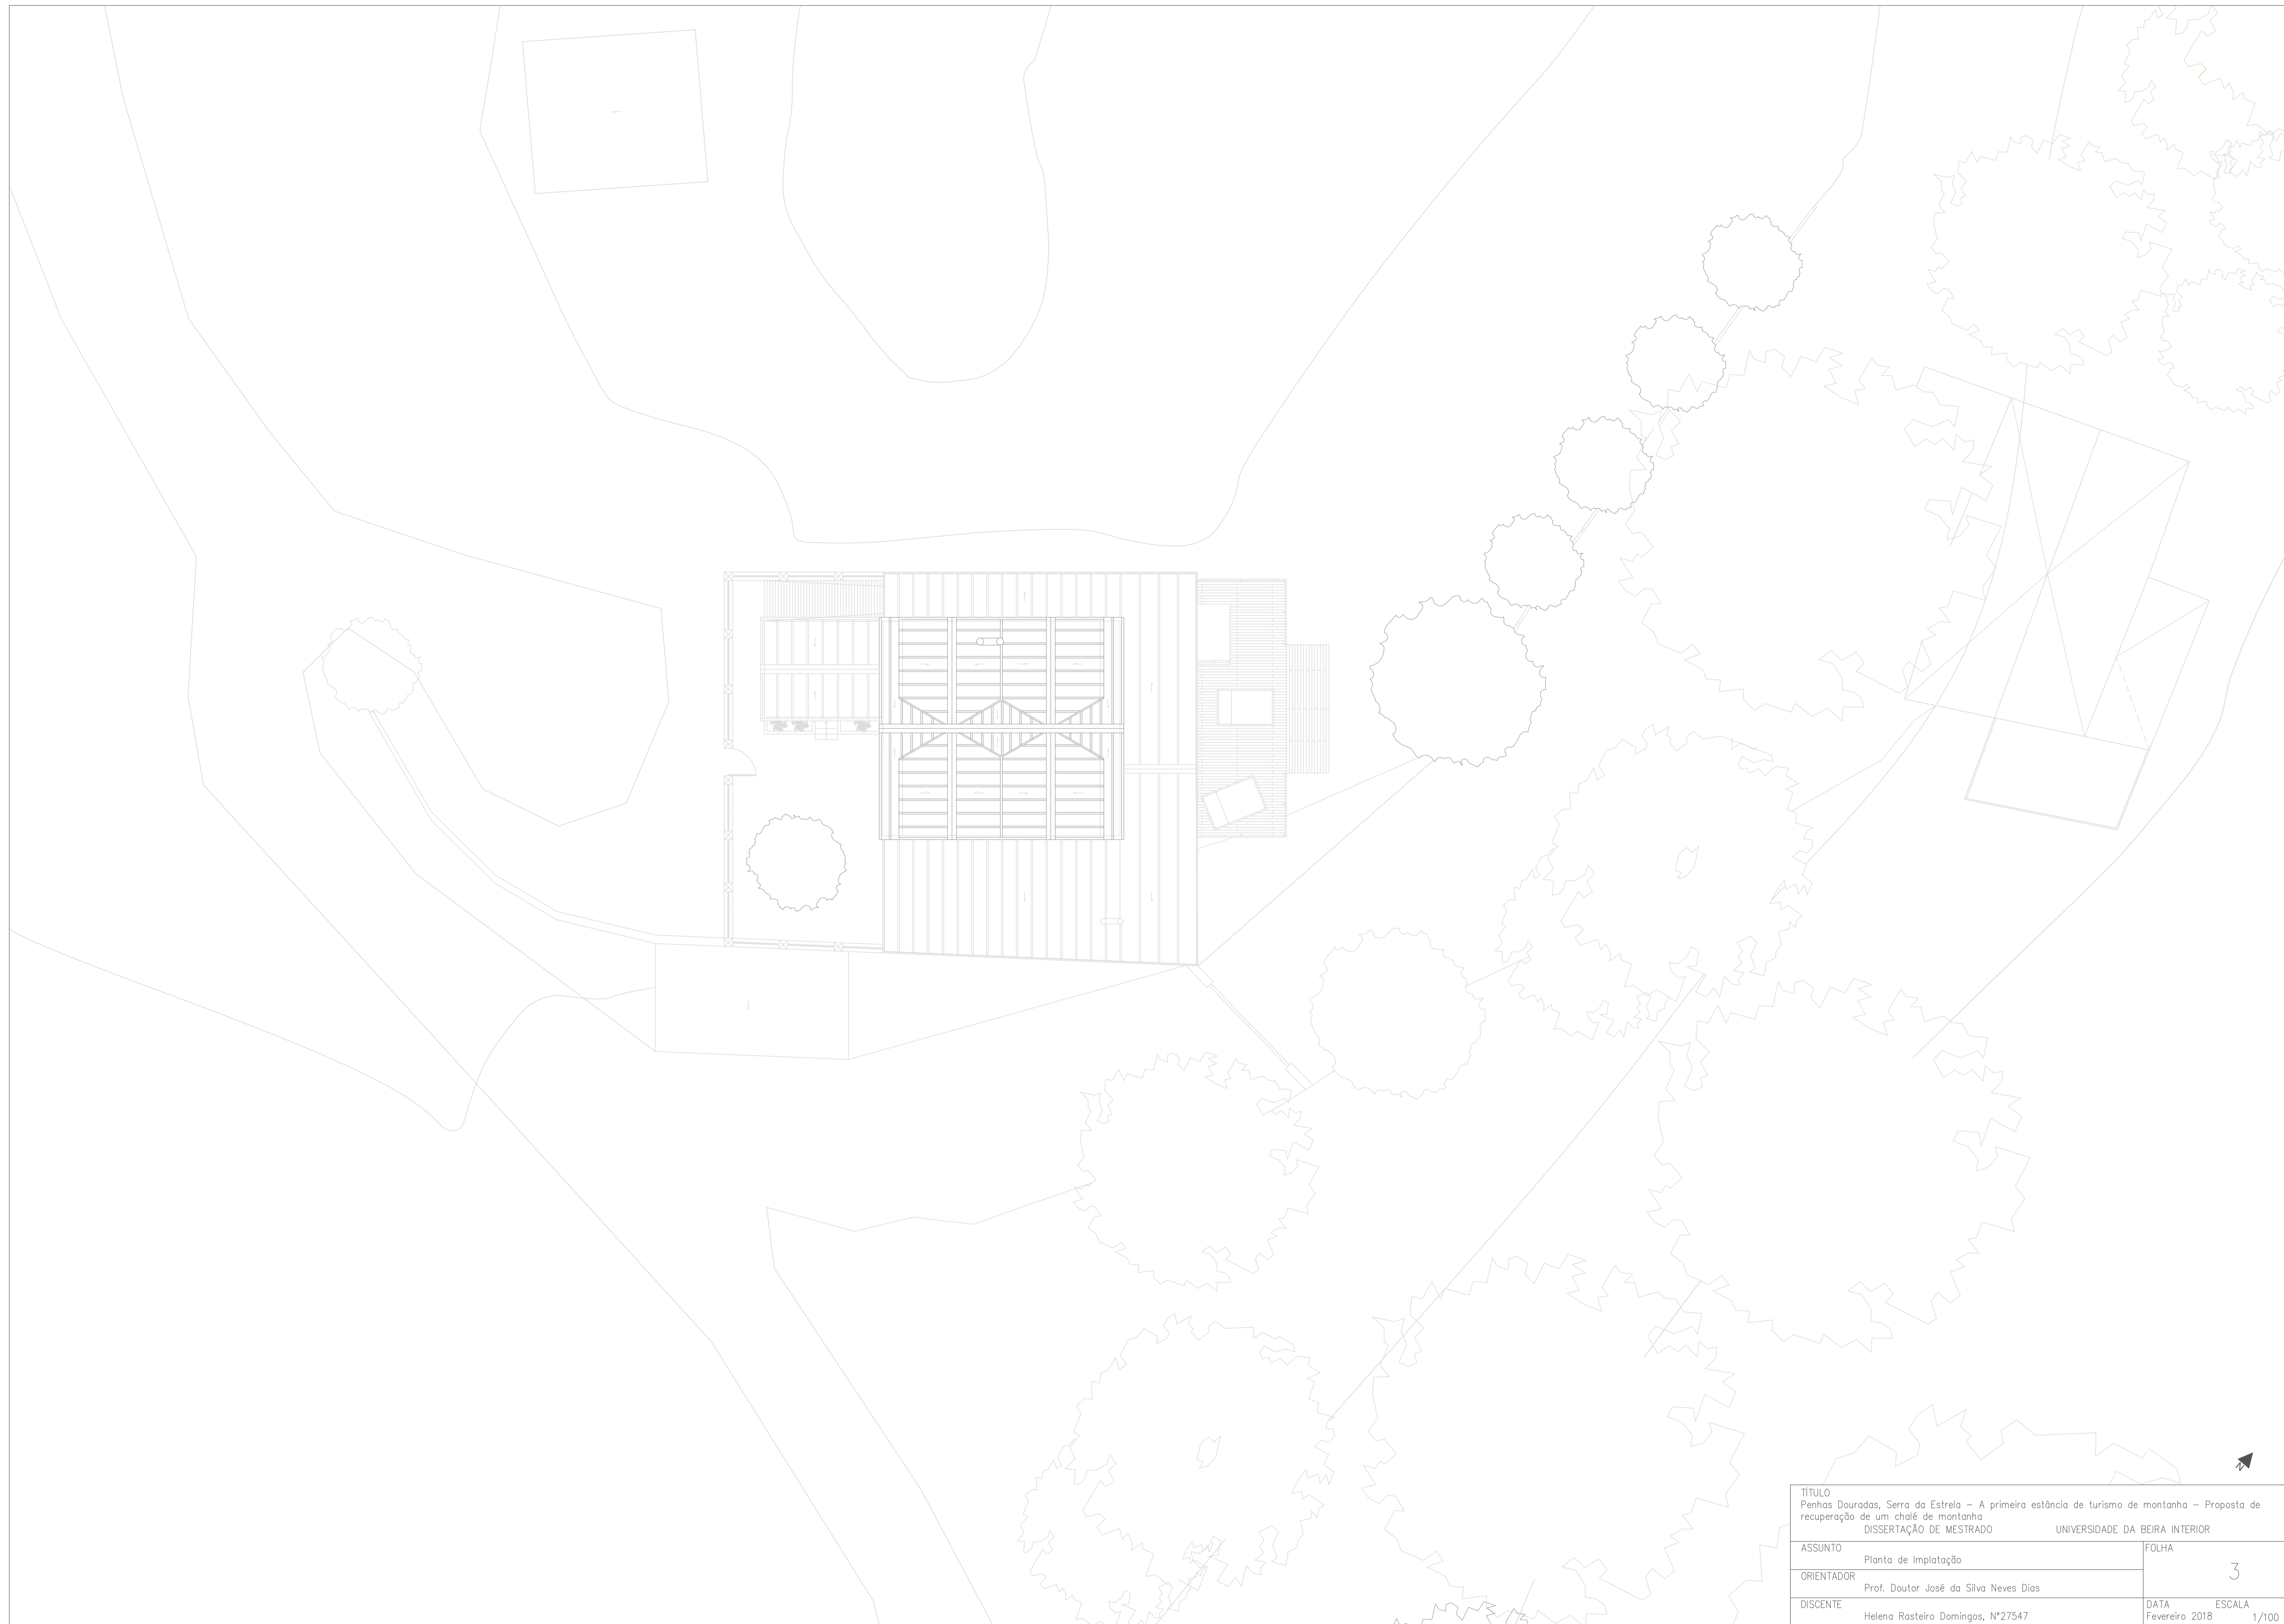 N
TÍTULO
Penhas Douradas, Serra da Estrela – A primeira estância de turismo de montanha – Proposta de
recuperação de um chalé de montanha
DISSERTAÇÃO DE MESTRADO UNIVERSIDADE DA BEIRA INTERIOR
ASSUNTO FOLHA
Planta de Implatação
3
ORIENTADOR
Prof. Doutor José da Silva Neves Dias
DISCENTE DATA ESCALA
Helena Rasteiro Domingos, Nº27547 Fevereiro 2018 1/100